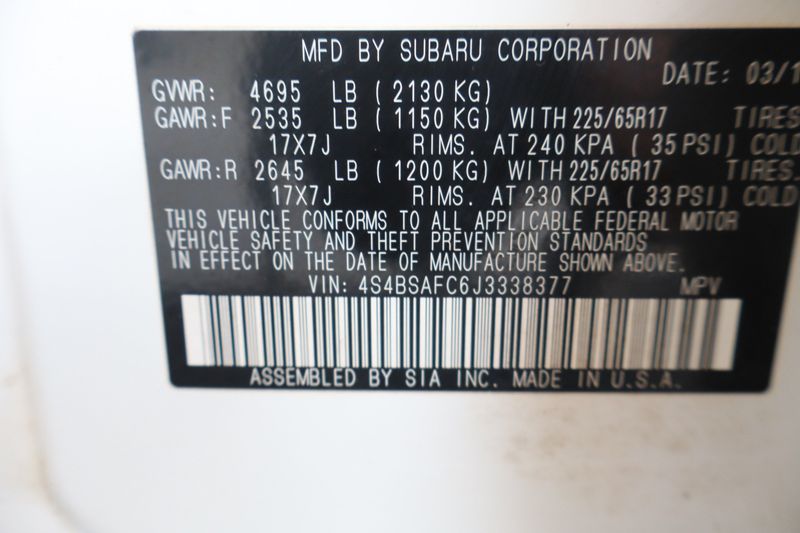 MFD BY SUBARU CORPORATION
DATE: 03/1
GVWR: 4695 LB ( 2130 KG)
GAWR:F 2535 LB ( 1150 KG) WITH 225/65R17 TIRES
17X7J RIMS. AT 240 KPA ( 35 PSI) COLD
GAWR:R 2645 LB ( 1200 KG) WITH 225/65R17 TIRES.
17X7J RIMS. AT 230 KPA ( 33 PSI) COLD
THIS VEHICLE CONFORMS TO ALL APPLICABLE FEDERAL MOTOR
VEHICLE SAFETY AND THEFT PREVENTION STANDARDS
IN EFFECT ON THE DATE OF MANUFACTURE SHOWN ABOVE.
VIN: 4S4BSAFC6J3338377 MPV
ASSEMBLED BY SIA INC. MADE IN U.S.A.